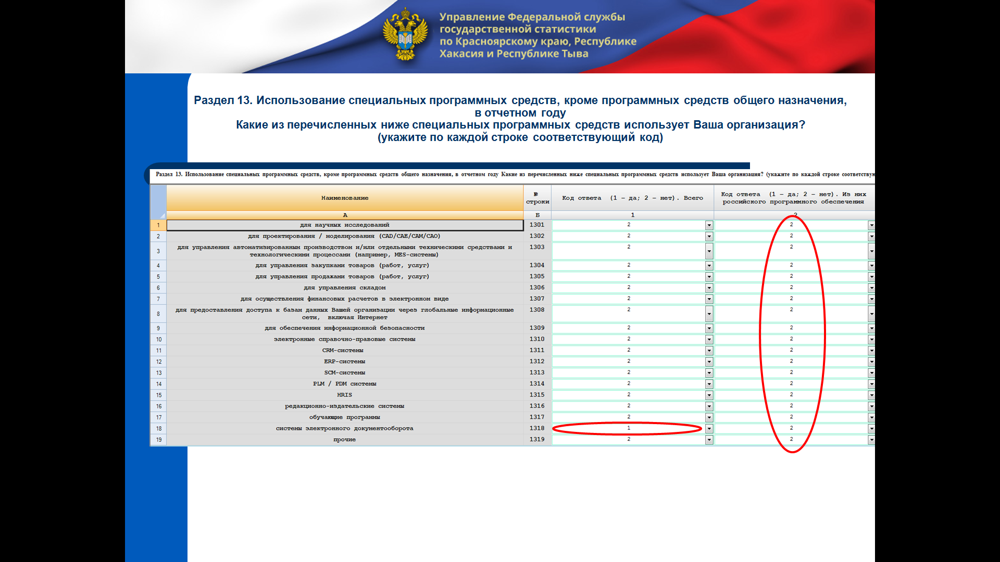 Управление Федеральной службы
государственной статистики
по Красноярскому краю, Республике
Хакасия и Республике Тыва
Раздел 13. Использование специальных программных средств, кроме программных средств общего назначения,
в отчетном году
Какие из перечисленных ниже специальных программных средств использует Ваша организация?
(укажите по каждой строке соответствующий код)
Раздел 13. Использование специальных программных средств, кроме программных средств общего назначения, в отчетном году Какие из перечисленных ниже специальных программных средств использует Ваша организация? (укажите по каждой строке соответствую
Наименование № строки Код ответа (1 – да; 2 – нет). Всего Код ответа (1 – да; 2 – нет). Из них российского программного обеспечения
А Б 1 2
1 для научных исследований 1301 2 2
2 для проектирования / моделирования (CAD/CAE/CAM/CAO) 1302 2 2
3 для управления автоматизированным производством и/или отдельными техническими средствами и 1303 2 2
технологическими процессами (например, MES-системы)
4 для управления закупками товаров (работ, услуг) 1304 2 2
5 для управления продажами товаров (работ, услуг) 1305 2 2
6 для управления складом 1306 2 2
7 для осуществления финансовых расчетов в электронном виде 1307 2 2
8 для предоставления доступа к базам данных Вашей организации через глобальные информационные 1308 2 2
сети, включая Интернет
9 для обеспечения информационной безопасности 1309 2 2
10 электронные справочно-правовые системы 1310 2 2
11 CRM-системы 1311 2 2
12 ERP-системы 1312 2 2
13 SCM-системы 1313 2 2
14 PLM / PDM системы 1314 2 2
15 HRIS 1315 2 2
16 редакционно-издательские системы 1316 2 2
17 обучающие программы 1317 2 2
18 системы электронного документооборота 1318 1 2
19 прочие 1319 2 2